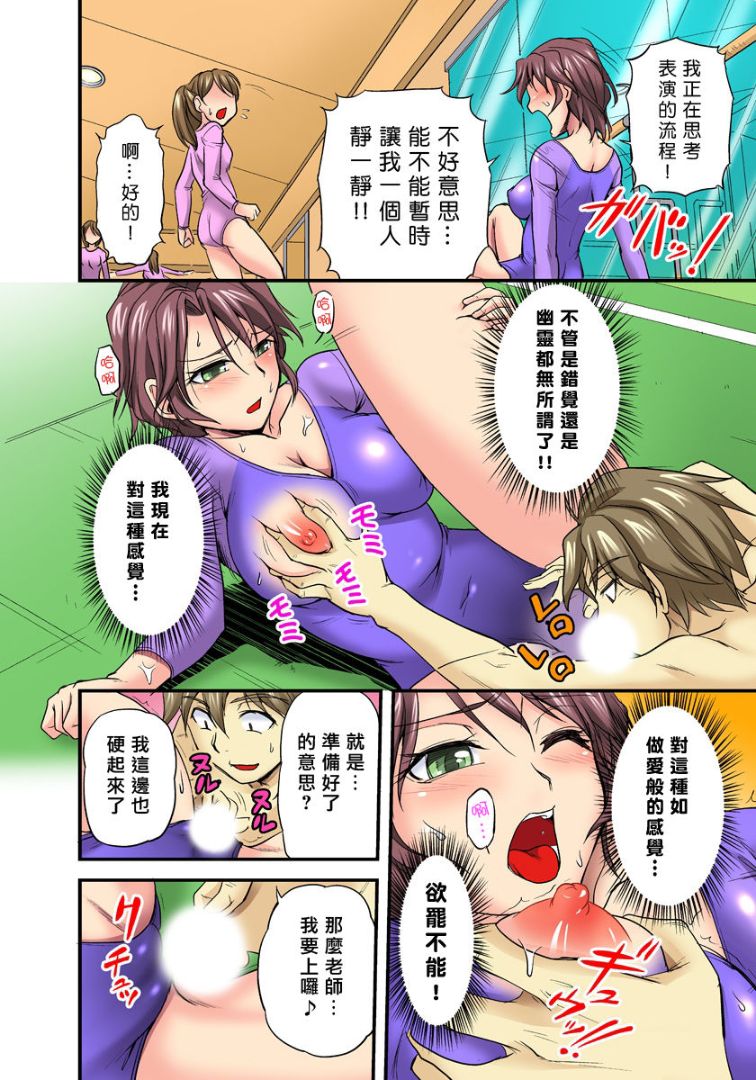 我正在思考
表演的流程！
不好意思…
能不能暫時
讓我一個人
靜一靜!!
ガバッ！
啊…好的！
不管是錯覺還是
幽靈都無所謂了!!
哈啊
哈啊
我現在
對這種感覺…
モミ
モミ
モミ
レロ
レロ
對這種如
做愛般的感覺…
啊…
欲罷不能！
ギュウ
就是…
準備好了
的意思？
我這邊也
硬起來了
ヌル
ヌル
那麼老師…
我要上囉♪
クチュッ